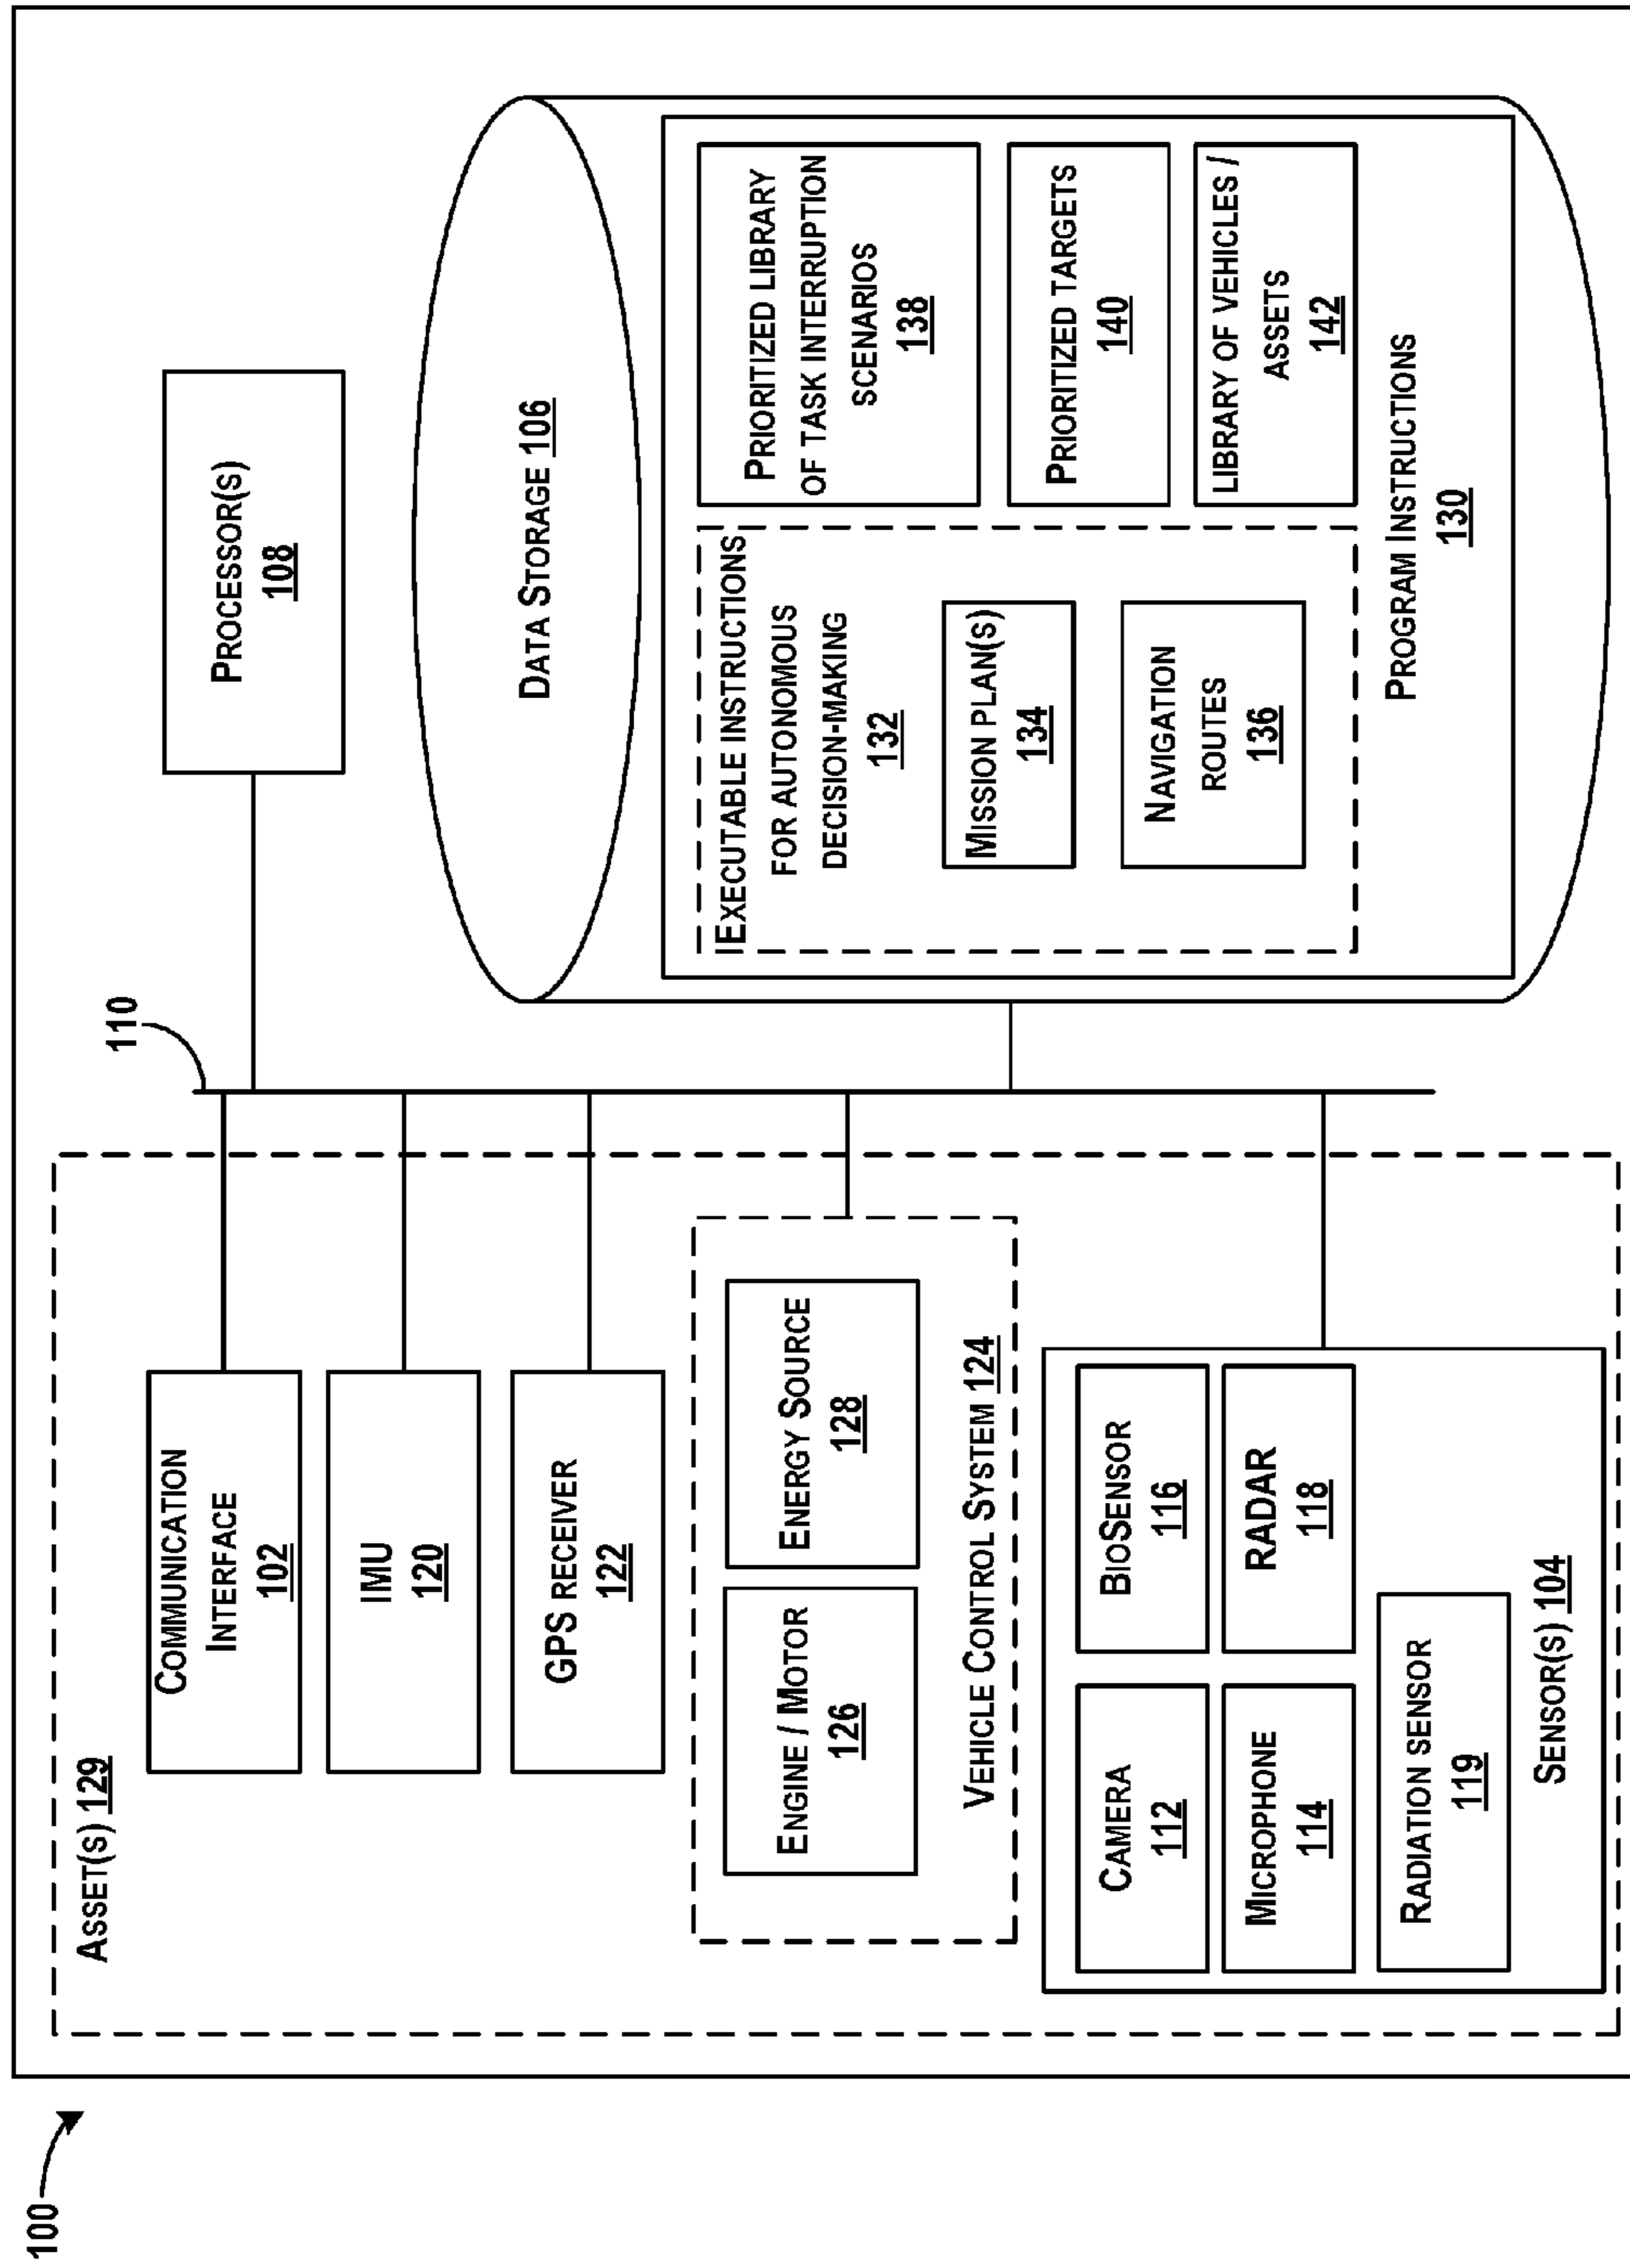 100
110
ASSET(S) 129
COMMUNICATION
INTERFACE
102
IMU
120
GPS RECEIVER
122
ENGINE / MOTOR
126
ENERGY SOURCE
128
VEHICLE CONTROL SYSTEM 124
CAMERA
112
BIOSENSOR
116
MICROPHONE
114
RADAR
118
RADIATION SENSOR
119
SENSOR(S) 104
PROCESSOR(S)
108
DATA STORAGE 106
EXECUTABLE INSTRUCTIONS
FOR AUTONOMOUS
DECISION-MAKING
132
MISSION PLAN(S)
134
NAVIGATION
ROUTES
136
PRIORITIZED LIBRARY
OF TASK INTERRUPTION
SCENARIOS
138
PRIORITIZED TARGETS
140
LIBRARY OF VEHICLES /
ASSETS
142
PROGRAM INSTRUCTIONS
130